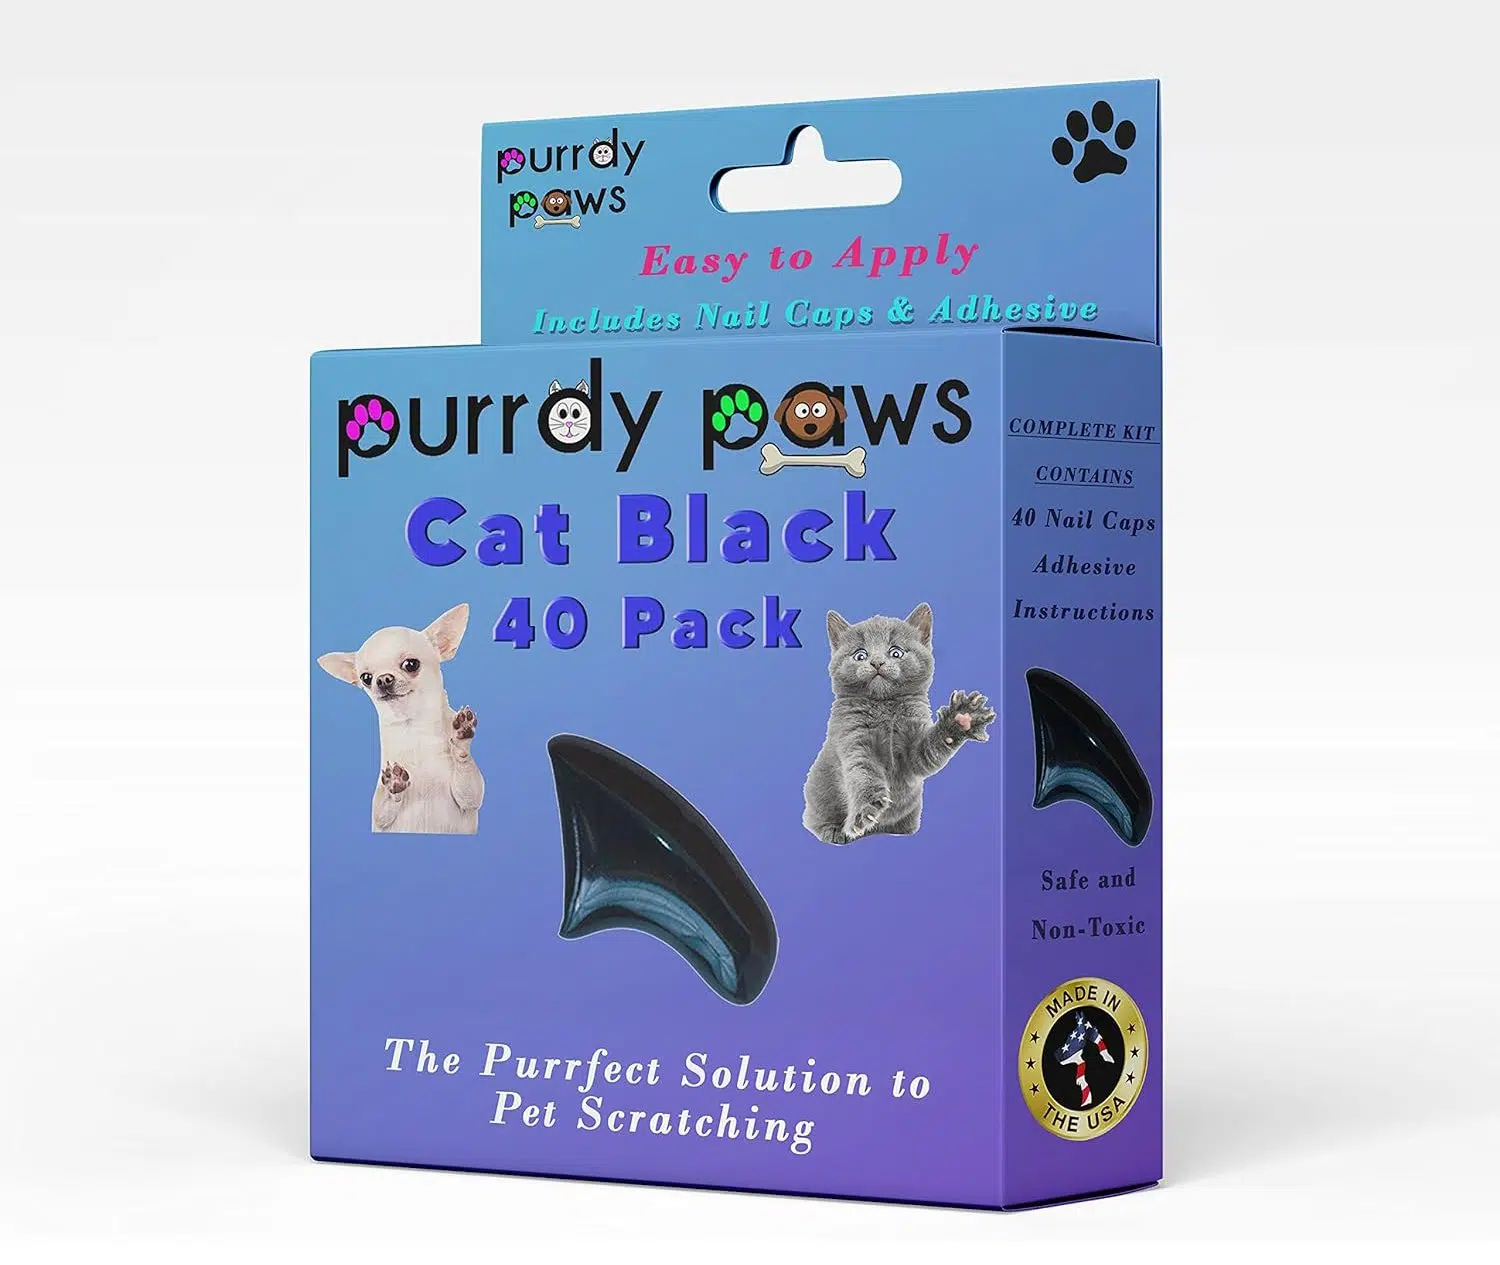 purrdy
paws
Easy to Apply
Includes Nail Caps & Adhesive
purrdy paws
Cat Black
40 Pack
The Purrfect Solution to
Pet Scratching
COMPLETE KIT
CONTAINS
40 Nail Caps
Adhesive
Instructions
Safe and
Non-Toxic
MADE IN
THE USA